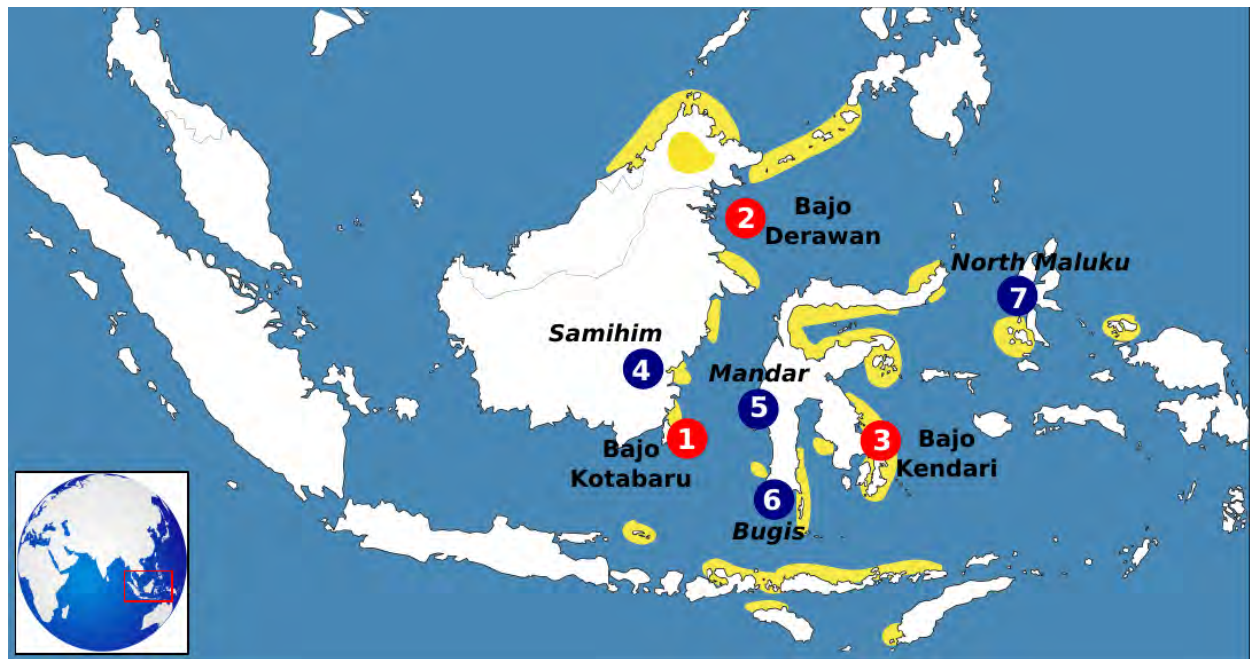 2
Bajo
Derawan
North Maluku
7
Samihim
4
Mandar
5
1
Bajo
Kotabaru
3
Bajo
Kendari
6
Bugis